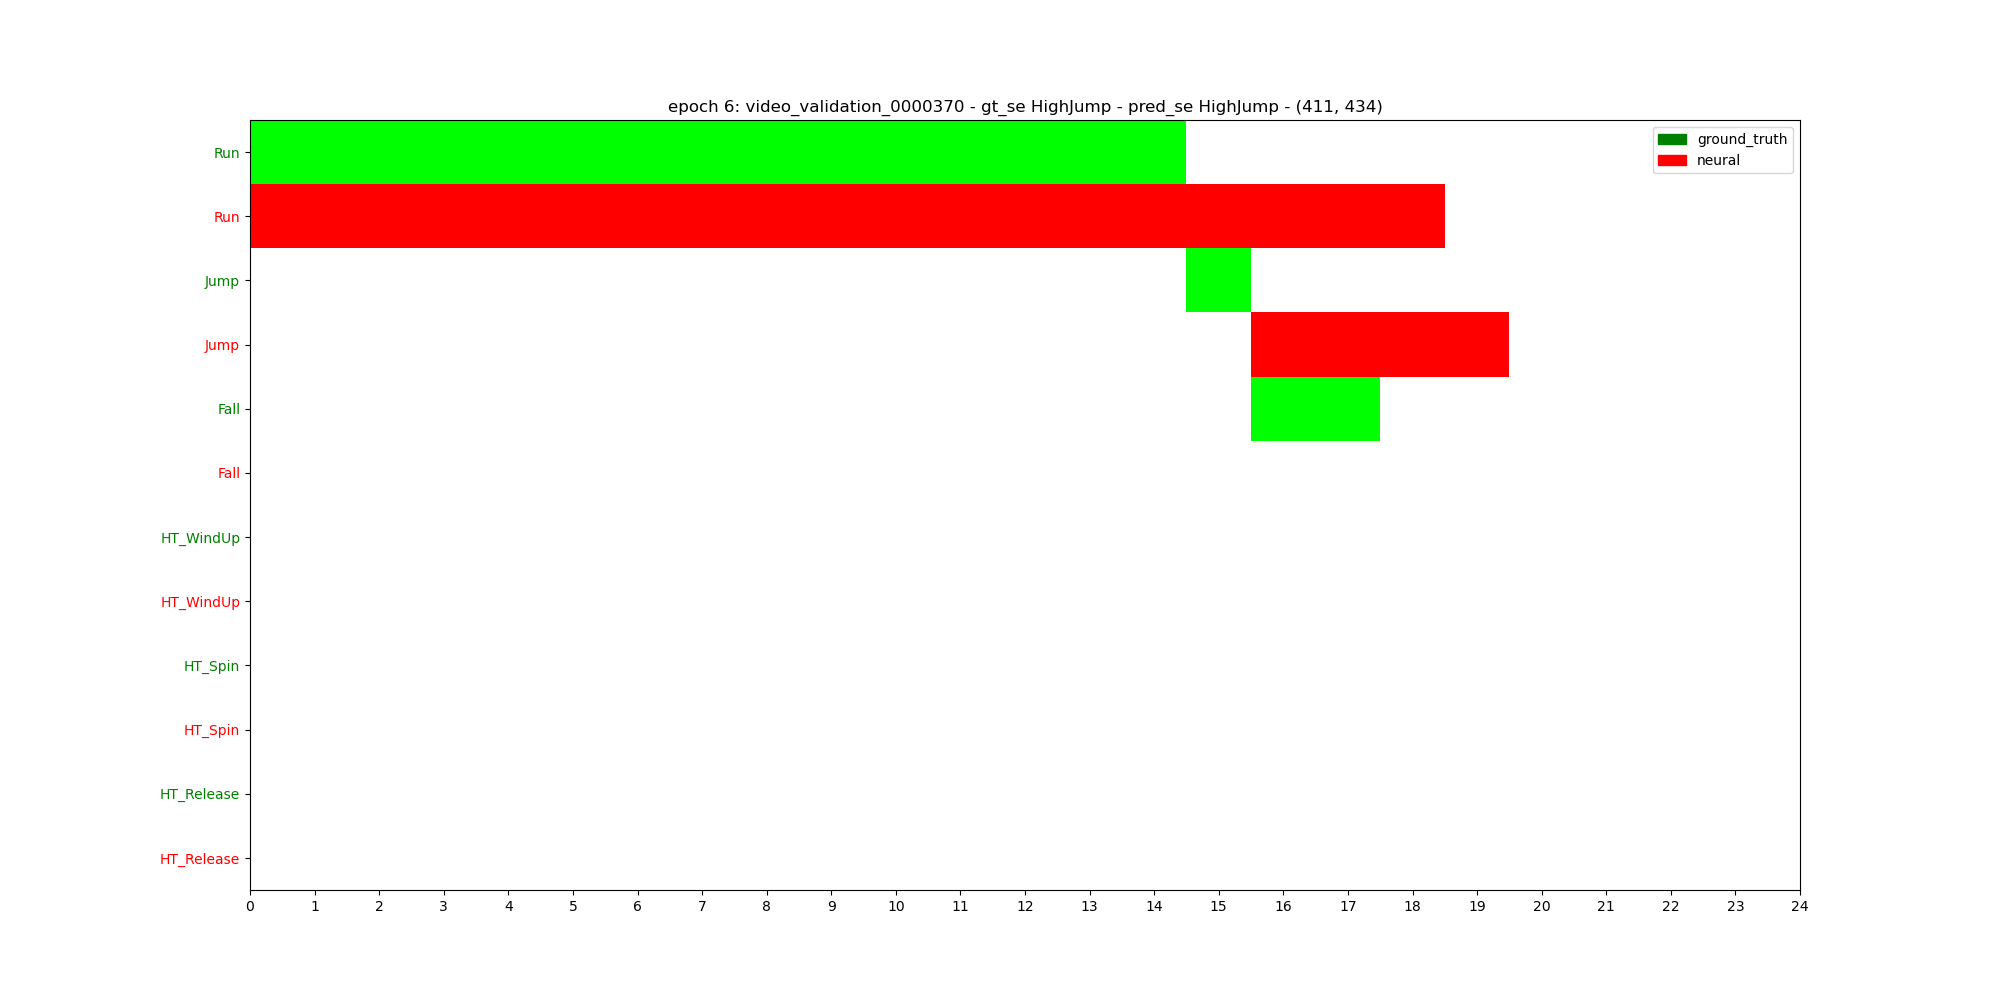 epoch 6: video_validation_0000370 - gt_se HighJump - pred_se HighJump - (411, 434)
ground_truth
neural
Run
Run
Jump
Jump
Fall
Fall
HT_WindUp
HT_WindUp
HT_Spin
HT_Spin
HT_Release
HT_Release
0 1 2 3 4 5 6 7 8 9 10 11 12 13 14 15 16 17 18 19 20 21 22 23 24